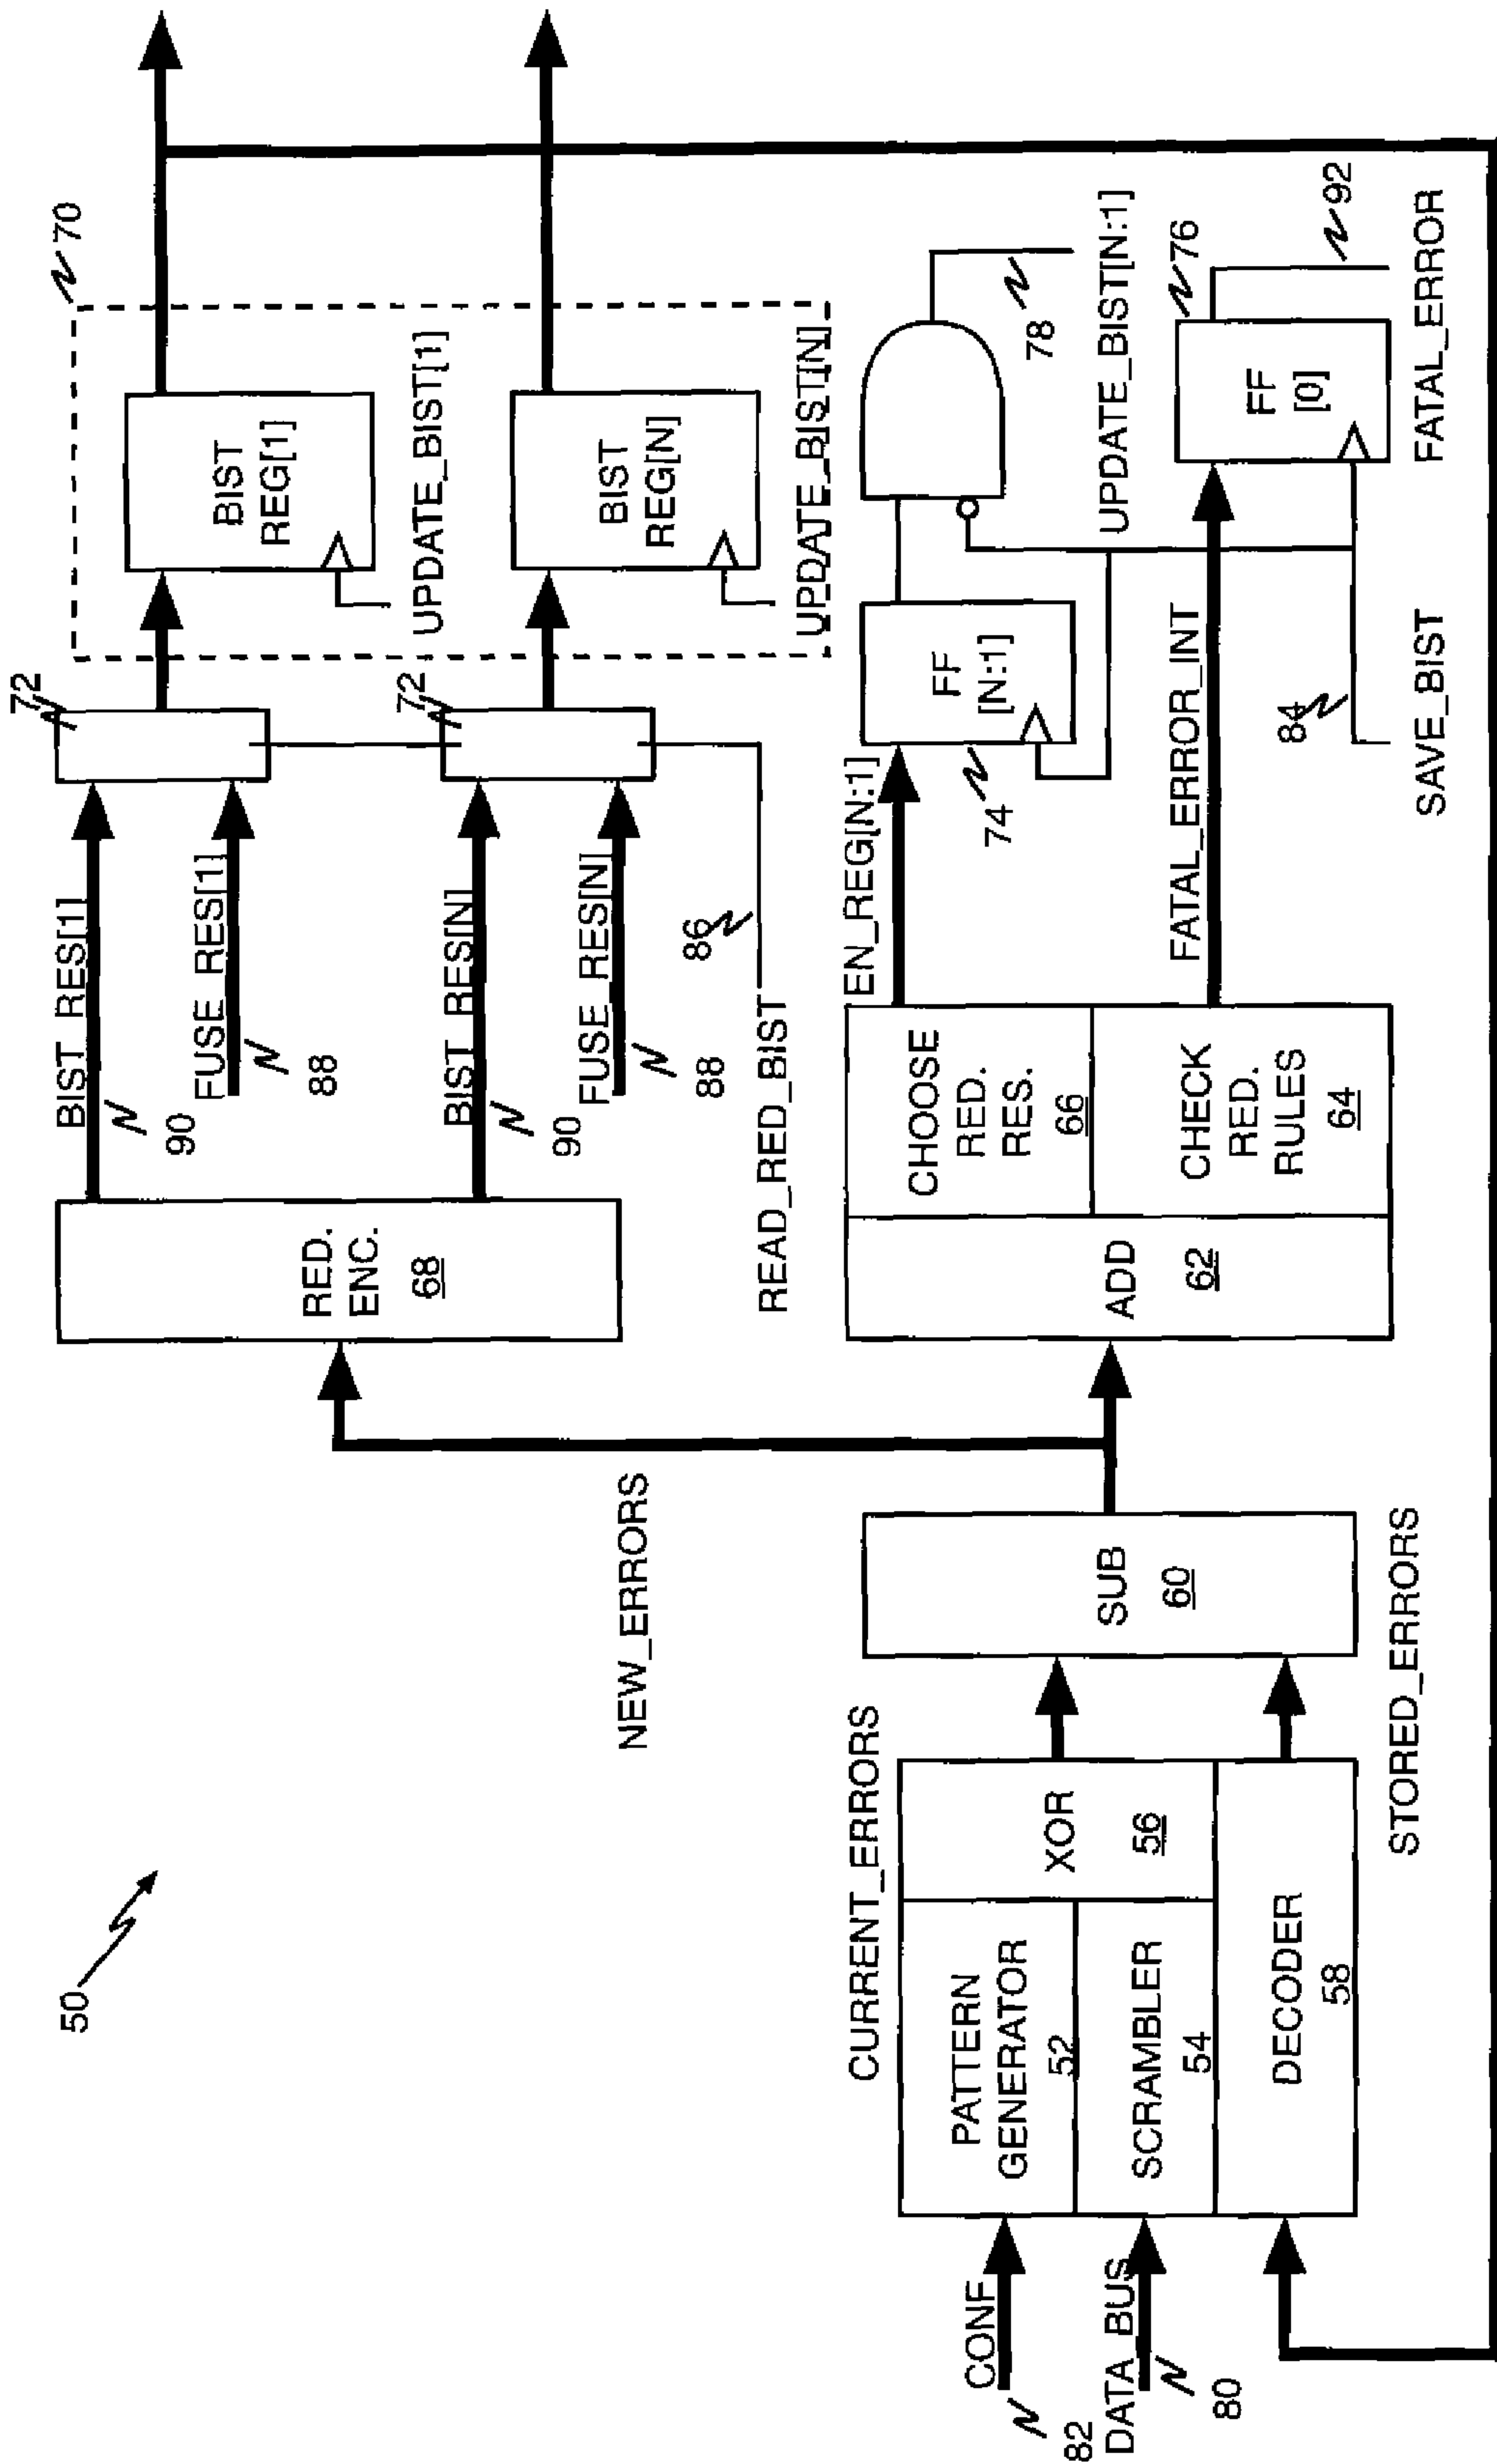 50
BIST_RES[1]
90
FUSE_RES[1]
88
72
70
RED.
ENC.
68
BIST
REG[1]
UPDATE_BIST[1]
BIST_RES[N]
90
FUSE_RES[N]
88
72
86
READ_RED_BIST
BIST
REG[N]
UPDATE_BIST[N]
NEW_ERRORS
CURRENT_ERRORS
CONF
82
DATA_BUS
80
PATTERN
GENERATOR
52
SCRAMBLER
54
XOR
56
DECODER
58
SUB
60
STORED_ERRORS
ADD
62
CHOOSE
RED.
RES.
66
CHECK
RED.
RULES
64
EN_REG[N:1]
74
FF
[N:1]
78
UPDATE_BIST[N:1]
FATAL_ERROR_INT
FF
[0]
76
84
92
SAVE_BIST
FATAL_ERROR